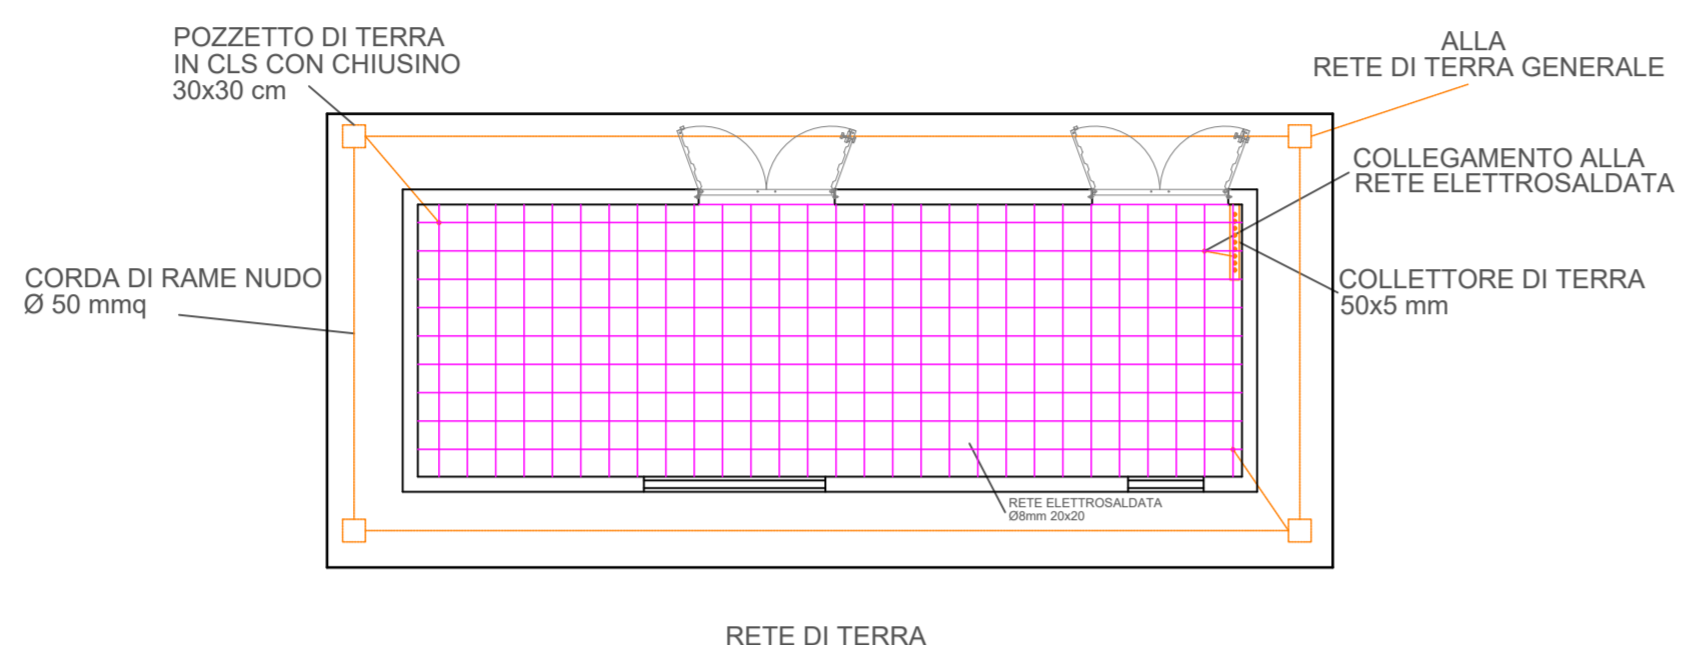 POZZETTO DI TERRA
IN CLS CON CHIUSINO
30x30 cm
ALLA
RETE DI TERRA GENERALE
COLLEGAMENTO ALLA
RETE ELETTROSALDATA
CORDA DI RAME NUDO
Ø 50 mmq
COLLETTORE DI TERRA
50x5 mm
RETE ELETTROSALDATA
Ø8mm 20x20
RETE DI TERRA